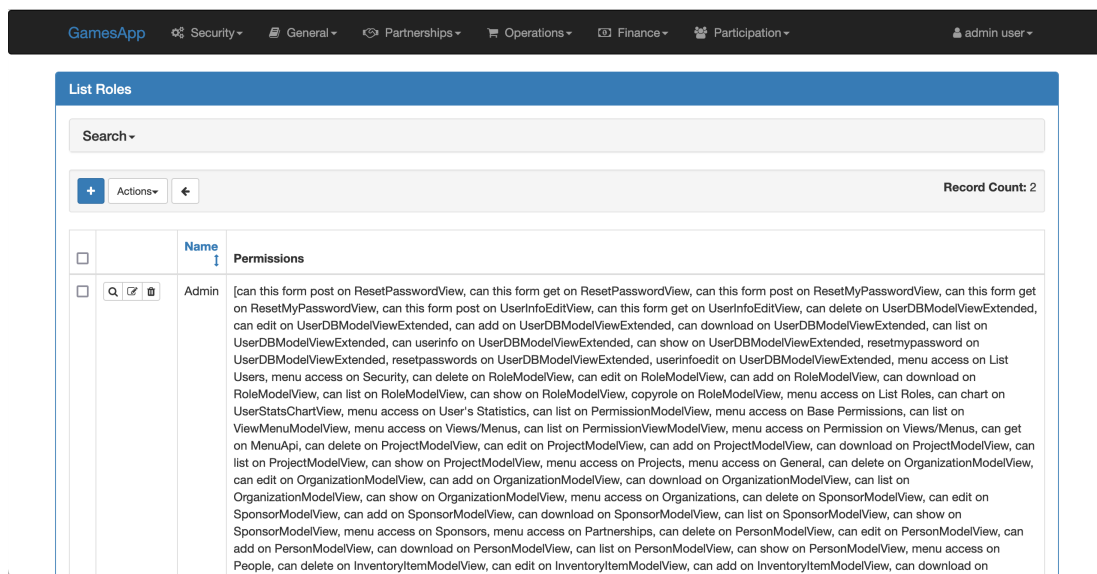 GamesApp Security General Partnerships Operations Finance Participation admin user
List Roles
Search
+ Actions Record Count: 2
Name Permissions
Admin [can this form post on ResetPasswordView, can this form get on ResetPasswordView, can this form post on ResetMyPasswordView, can this form get
on ResetMyPasswordView, can this form post on UserInfoEditView, can this form get on UserInfoEditView, can delete on UserDBModelViewExtended,
can edit on UserDBModelViewExtended, can add on UserDBModelViewExtended, can download on UserDBModelViewExtended, can list on
UserDBModelViewExtended, can userinfo on UserDBModelViewExtended, can show on UserDBModelViewExtended, resetmypassword on
UserDBModelViewExtended, resetpasswords on UserDBModelViewExtended, userinfoedit on UserDBModelViewExtended, menu access on List
Users, menu access on Security, can delete on RoleModelView, can edit on RoleModelView, can add on RoleModelView, can download on
RoleModelView, can list on RoleModelView, can show on RoleModelView, copyrole on RoleModelView, menu access on List Roles, can chart on
UserStatsChartView, menu access on User's Statistics, can list on PermissionModelView, menu access on Base Permissions, can list on
ViewMenuModelView, menu access on Views/Menus, can list on PermissionViewModelView, menu access on Permission on Views/Menus, can get
on MenuApi, can delete on ProjectModelView, can edit on ProjectModelView, can add on ProjectModelView, can download on ProjectModelView, can
list on ProjectModelView, can show on ProjectModelView, menu access on Projects, menu access on General, can delete on OrganizationModelView,
can edit on OrganizationModelView, can add on OrganizationModelView, can download on OrganizationModelView, can list on
OrganizationModelView, can show on OrganizationModelView, menu access on Organizations, can delete on SponsorModelView, can edit on
SponsorModelView, can add on SponsorModelView, can download on SponsorModelView, can list on SponsorModelView, can show on
SponsorModelView, menu access on Sponsors, menu access on Partnerships, can delete on PersonModelView, can edit on PersonModelView, can
add on PersonModelView, can download on PersonModelView, can list on PersonModelView, can show on PersonModelView, menu access on
People, can delete on InventoryItemModelView, can edit on InventoryItemModelView, can add on InventoryItemModelView, can download on